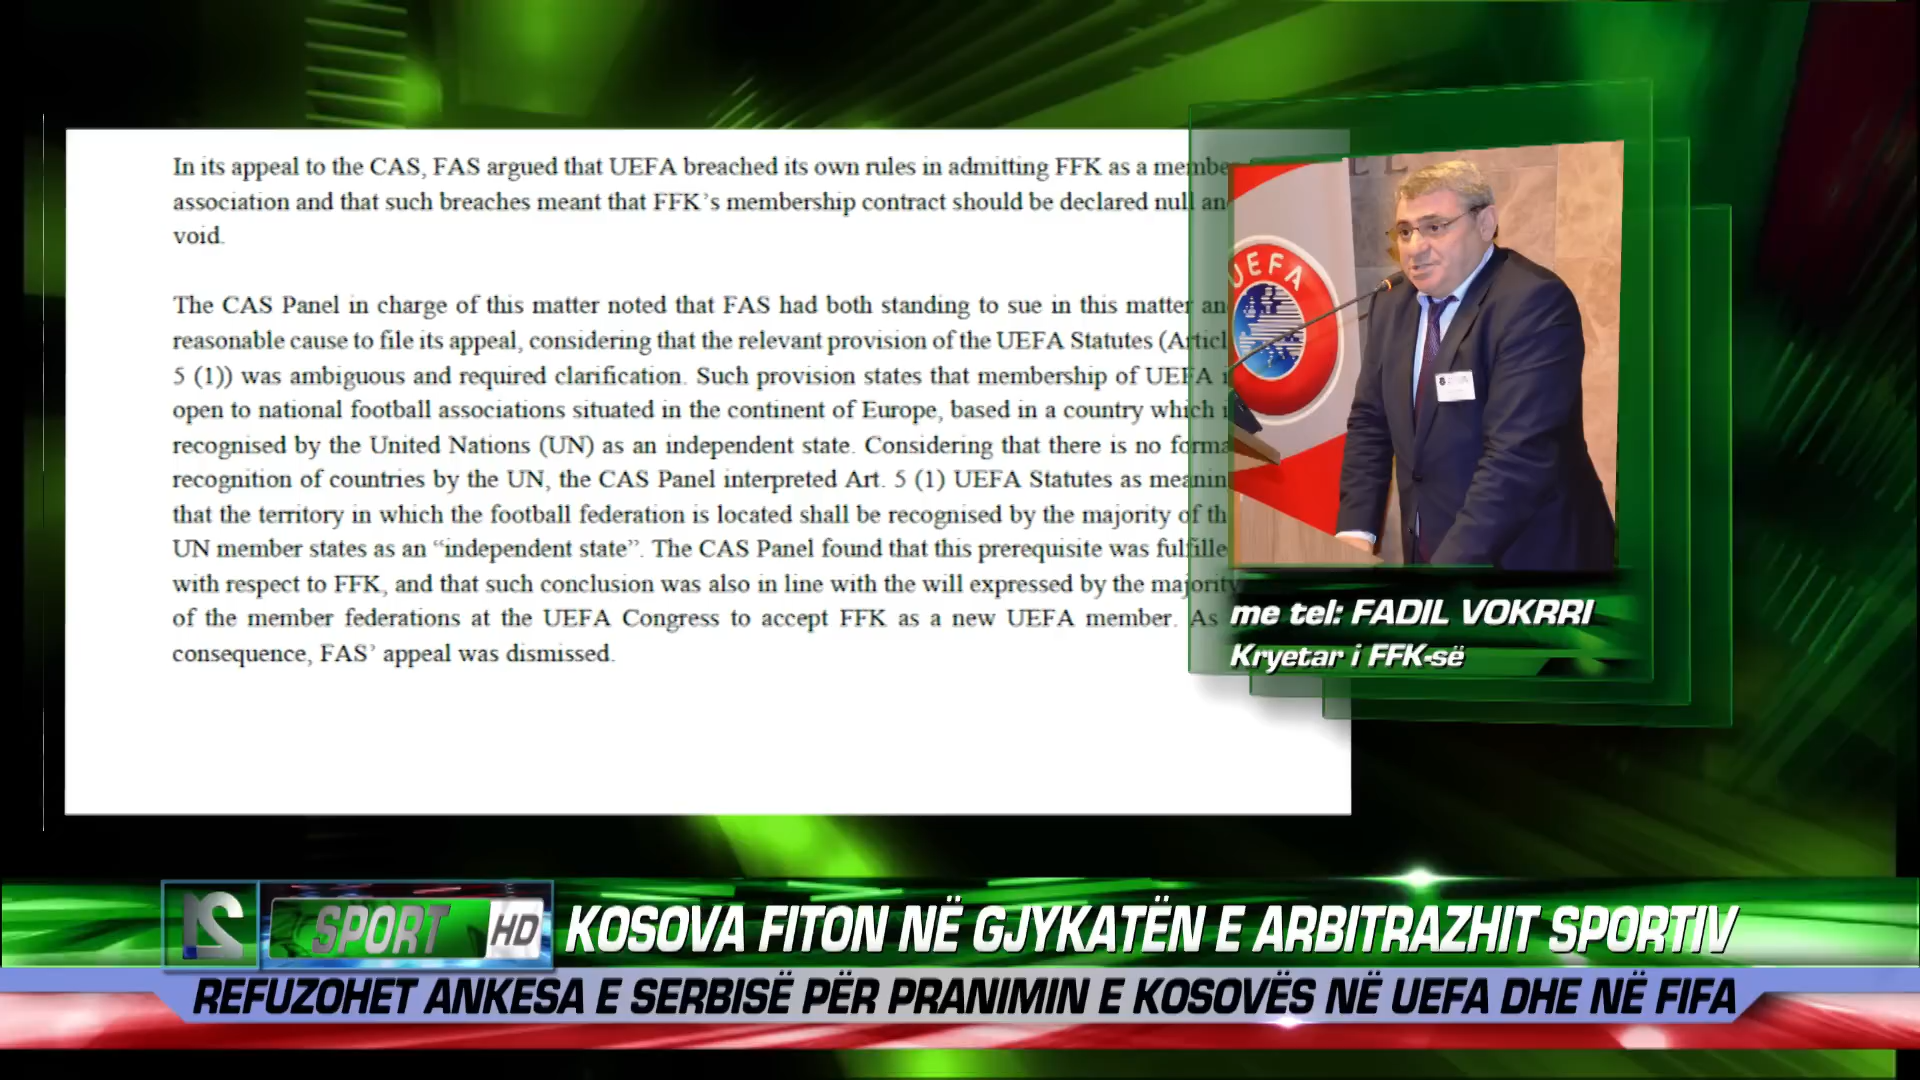 In its appeal to the CAS, FAS argued that UEFA breached its own rules in admitting FFK as a membe
association and that such breaches meant that FFK's membership contract should be declared null an
void.
The CAS Panel in charge of this matter noted that FAS had both standing to sue in this matter an
reasonable cause to file its appeal, considering that the relevant provision of the UEFA Statutes (Articl
5 (1)) was ambiguous and required clarification. Such provision states that membership of UEFA i
open to national football associations situated in the continent of Europe, based in a country which i
recognised by the United Nations (UN) as an independent state. Considering that there is no forma
recognition of countries by the UN, the CAS Panel interpreted Art. 5 (1) UEFA Statutes as meanin
that the territory in which the football federation is located shall be recognised by the majority of th
UN member states as an “independent state”. The CAS Panel found that this prerequisite was fulfille
with respect to FFK, and that such conclusion was also in line with the will expressed by the majority
of the member federations at the UEFA Congress to accept FFK as a new UEFA member. As
consequence, FAS’ appeal was dismissed.
UEFA
me tel: FADIL VOKRRI
Kryetar i FFK-së
SPORT HD
KOSOVA FITON NË GJYKATËN E ARBITRAZHIT SPORTIV
REFUZOHET ANKESA E SERBISË PËR PRANIMIN E KOSOVËS NË UEFA DHE NË FIFA